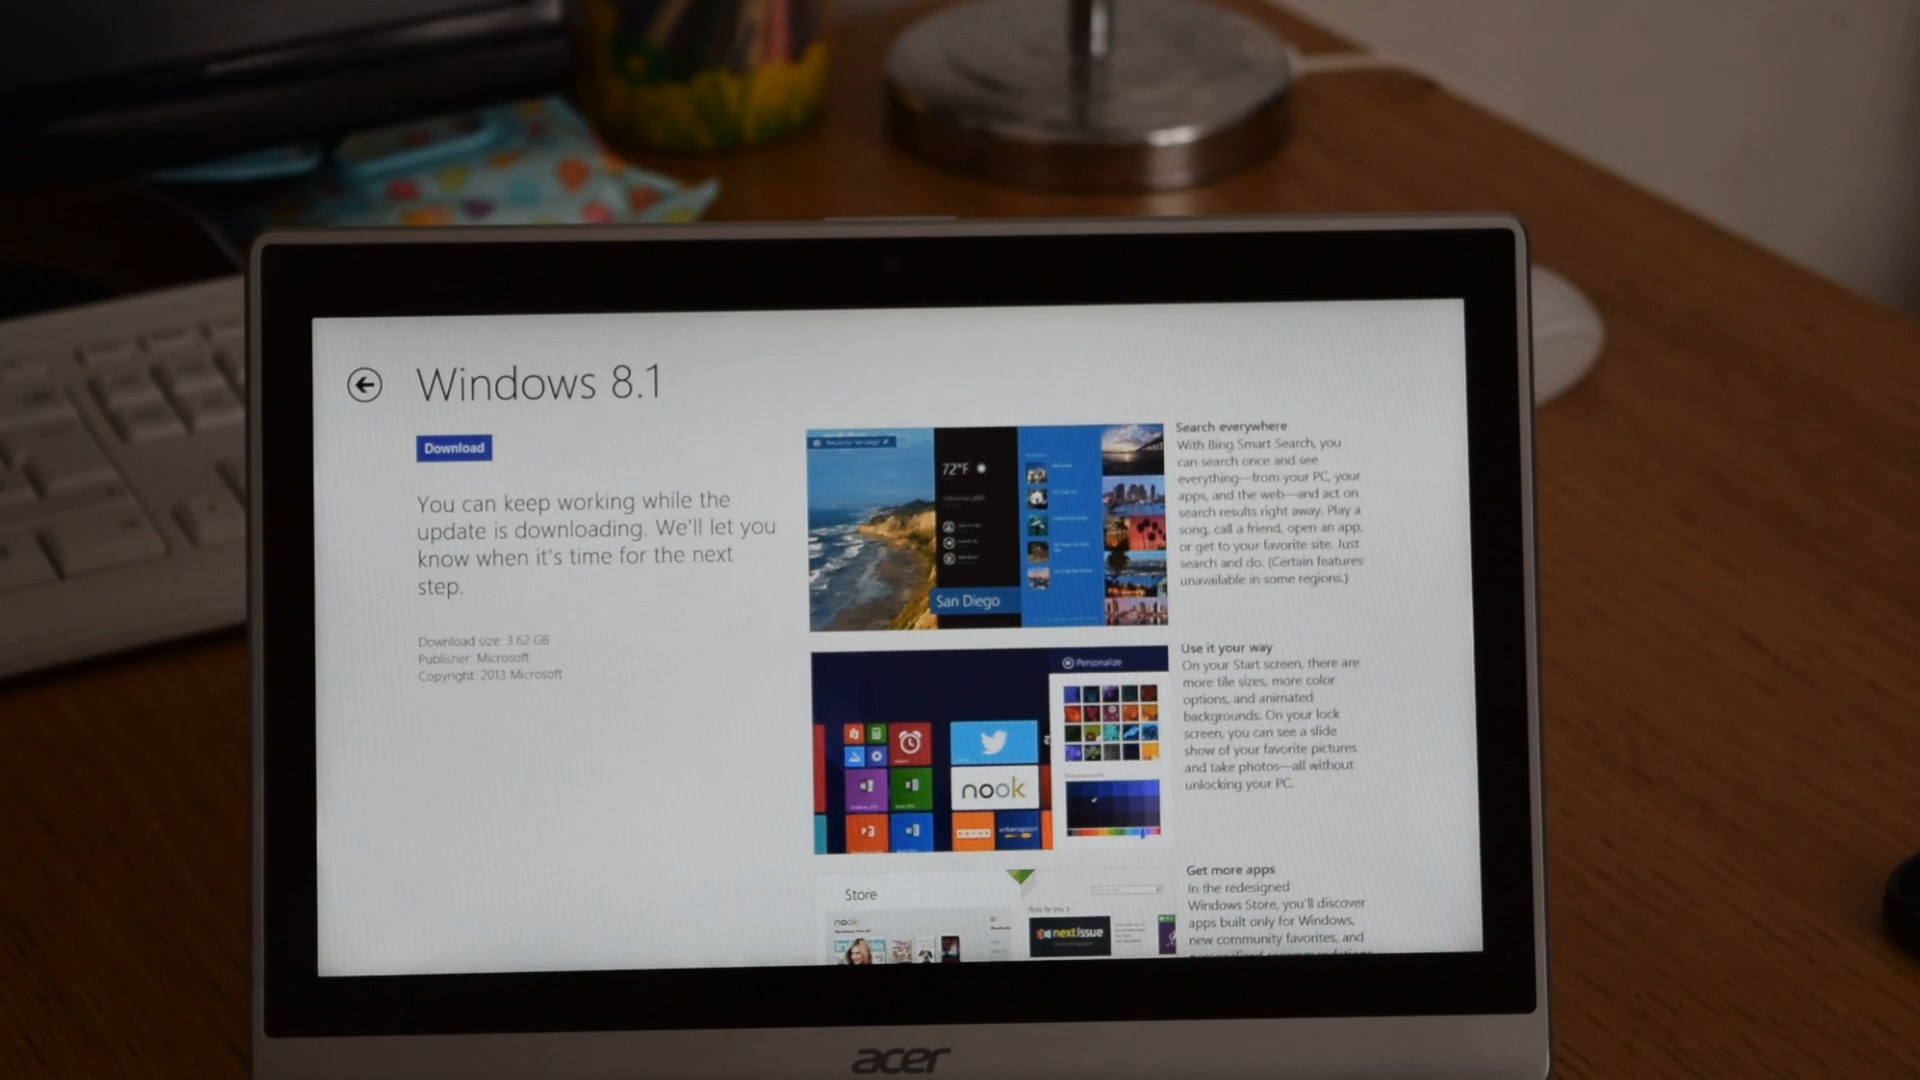 Windows 8.1
Download
You can keep working while the
update is downloading. We'll let you
know when it's time for the next
step.
Download size: 3.62 GB
Publisher: Microsoft
Copyright: 2013 Microsoft
72°F
San Diego
Search everywhere
With Bing Smart Search, you
can search once and see
everything—from your PC, your
apps, and the web—and act on
search results right away. Play a
song, call a friend, open an app,
or get to your favorite site. Just
search and do. (Certain features
unavailable in some regions.)
Personalize
nook
Use it your way
On your Start screen, there are
more tile sizes, more color
options, and animated
backgrounds. On your lock
screen, you can see a slide
show of your favorite pictures
and take photos—all without
unlocking your PC.
Store
nook
Picks for you
next issue
Get more apps
In the redesigned
Windows Store, you'll discover
apps built only for Windows,
new community favorites, and
personalized recommendations
acer